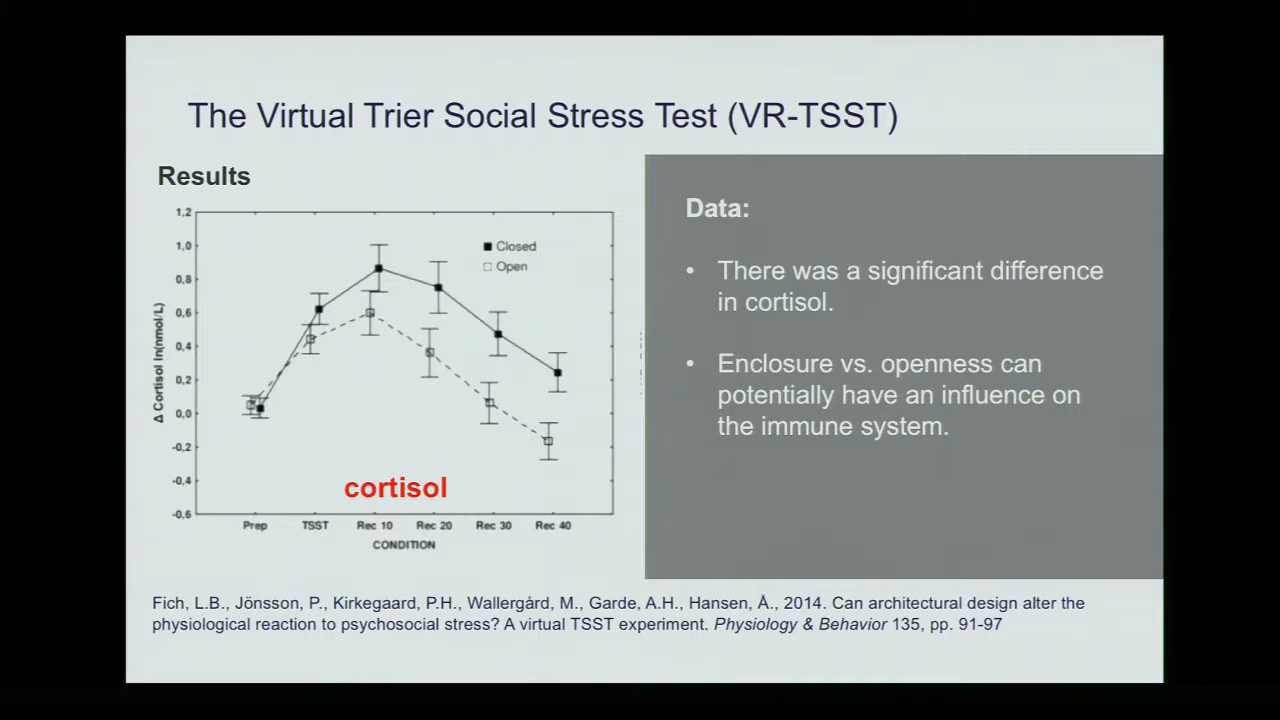 The Virtual Trier Social Stress Test (VR-TSST)
Results
1,2
1,0
0,8
0,6
0,4
0,2
0,0
-0,2
-0,4
-0,6
Δ Cortisol ln(nmol/L)
Closed
Open
cortisol
Prep TSST Rec 10 Rec 20 Rec 30 Rec 40
CONDITION
Data:
• There was a significant difference
in cortisol.
• Enclosure vs. openness can
potentially have an influence on
the immune system.
Fich, L.B., Jönsson, P., Kirkegaard, P.H., Wallergård, M., Garde, A.H., Hansen, Å., 2014. Can architectural design alter the
physiological reaction to psychosocial stress? A virtual TSST experiment. Physiology & Behavior 135, pp. 91-97